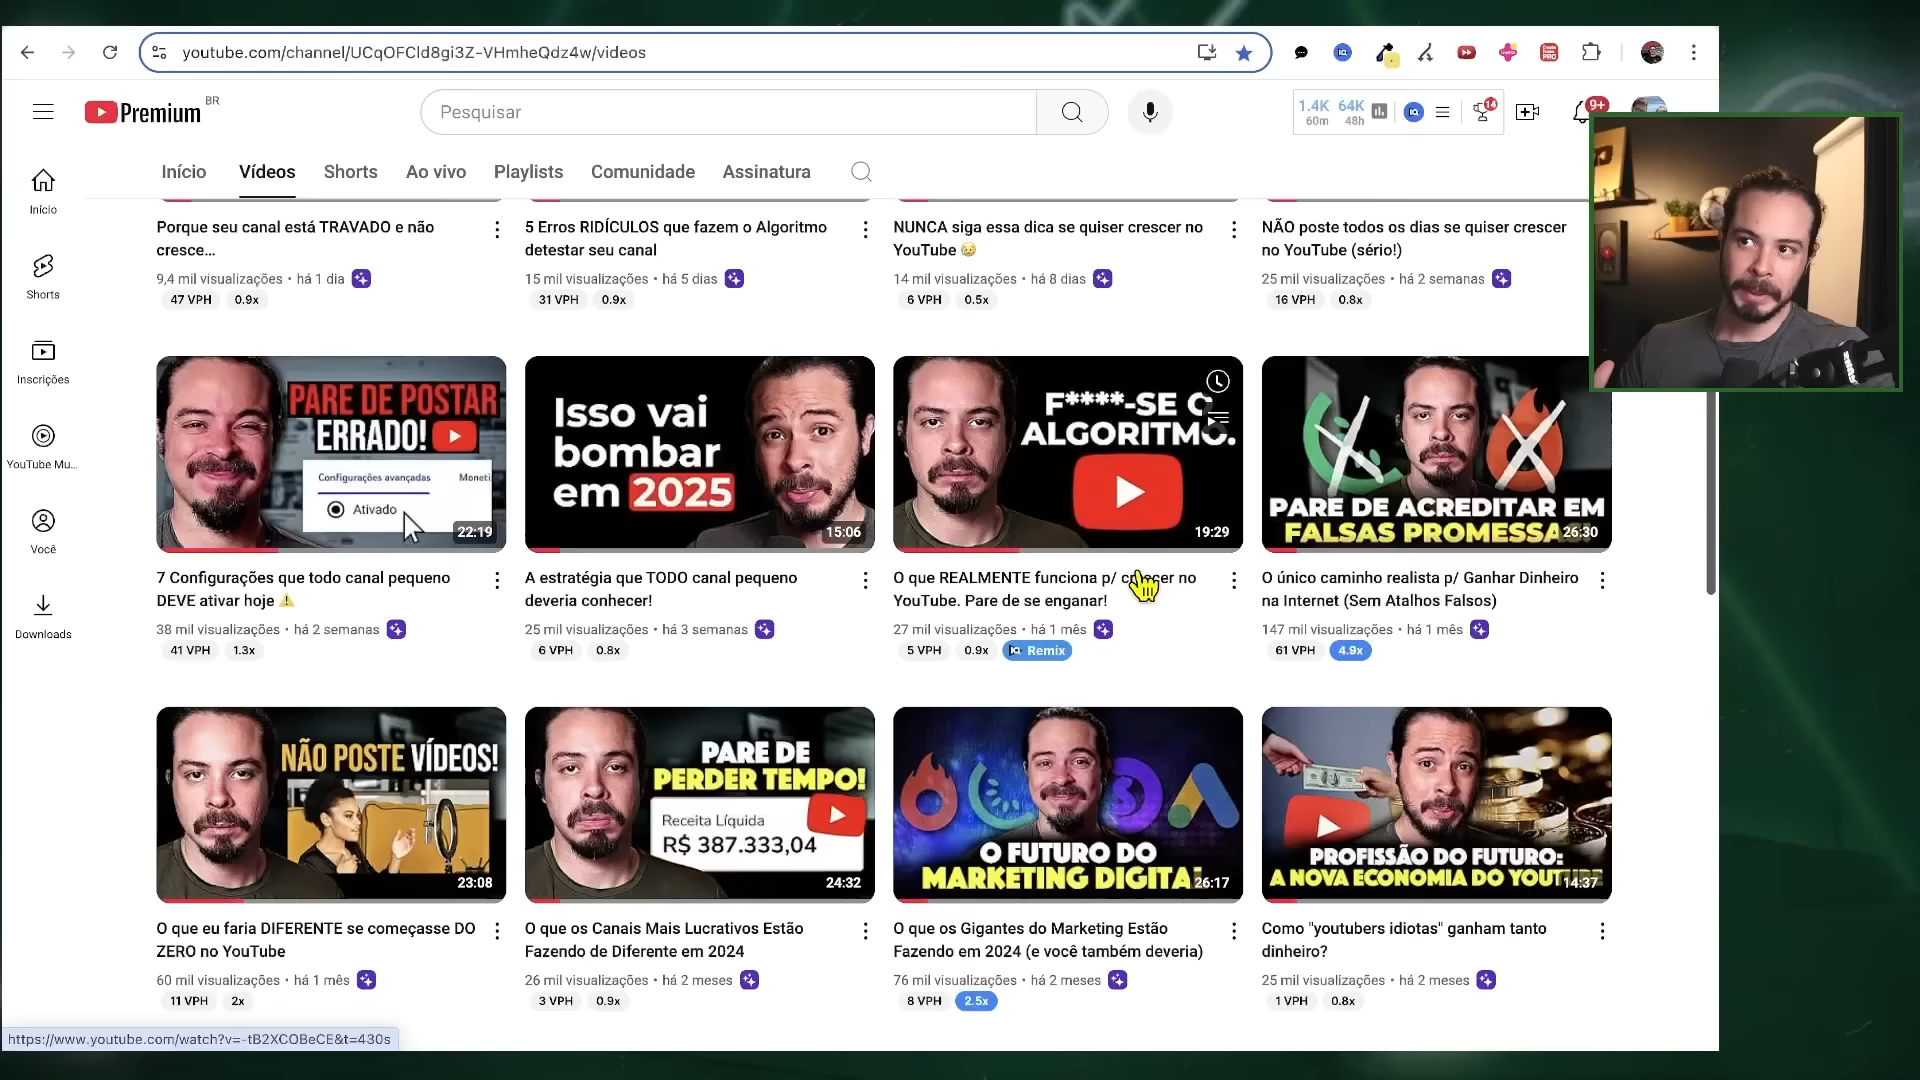 youtube.com/channel/UCqOFCld8gi3Z-VHmheQdz4w/videos
Premium BR
Pesquisar
1.4K 64K
60m 48h
14
9+
Início Vídeos Shorts Ao vivo Playlists Comunidade Assinatura
Início
Shorts
Inscrições
YouTube Mu...
Você
Downloads
Porque seu canal está TRAVADO e não
cresce...
9,4 mil visualizações • há 1 dia
47 VPH 0.9x
5 Erros RIDÍCULOS que fazem o Algoritmo
detestar seu canal
15 mil visualizações • há 5 dias
31 VPH 0.9x
NUNCA siga essa dica se quiser crescer no
YouTube 😢
14 mil visualizações • há 8 dias
6 VPH 0.5x
NÃO poste todos os dias se quiser crescer
no YouTube (sério!)
25 mil visualizações • há 2 semanas
16 VPH 0.8x
PARE DE POSTAR
ERRADO!
Configurações avançadas Moneti
Ativado
22:19
7 Configurações que todo canal pequeno
DEVE ativar hoje ⚠️
38 mil visualizações • há 2 semanas
41 VPH 1.3x
Isso vai
bombar
em 2025
15:06
A estratégia que TODO canal pequeno
deveria conhecer!
25 mil visualizações • há 3 semanas
6 VPH 0.8x
F****-SE O
ALGORITMO.
19:29
O que REALMENTE funciona p/ crescer no
YouTube. Pare de se enganar!
27 mil visualizações • há 1 mês
5 VPH 0.9x Remix
PARE DE ACREDITAR EM
FALSAS PROMESSA
26:30
O único caminho realista p/ Ganhar Dinheiro
na Internet (Sem Atalhos Falsos)
147 mil visualizações • há 1 mês
61 VPH 4.9x
NÃO POSTE VÍDEOS!
23:08
O que eu faria DIFERENTE se começasse DO
ZERO no YouTube
60 mil visualizações • há 1 mês
11 VPH 2x
PARE DE
PERDER TEMPO!
Receita Líquida
R$ 387.333,04
24:32
O que os Canais Mais Lucrativos Estão
Fazendo de Diferente em 2024
26 mil visualizações • há 2 meses
3 VPH 0.9x
O FUTURO DO
MARKETING DIGITAL
26:17
O que os Gigantes do Marketing Estão
Fazendo em 2024 (e você também deveria)
76 mil visualizações • há 2 meses
8 VPH 2.5x
PROFISSÃO DO FUTURO:
A NOVA ECONOMIA DO YOUTUBE
14:37
Como "youtubers idiotas" ganham tanto
dinheiro?
25 mil visualizações • há 2 meses
1 VPH 0.8x
https://www.youtube.com/watch?v=-tB2XCOBeCE&t=430s